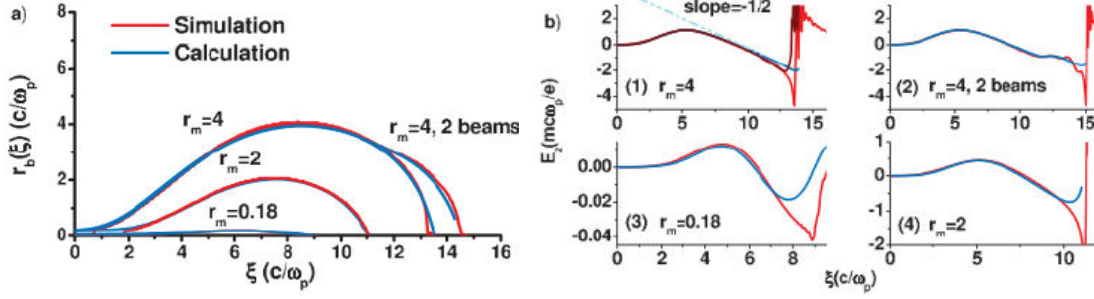 a)
Simulation
Calculation
r_b(ξ) (c/ω_p)
8
6
4
2
0
r_m=4
r_m=2
r_m=0.18
r_m=4, 2 beams
0 2 4 6 8 10 12 14 16
ξ (c/ω_p)
b)
E_z(mcω_p/e)
slope=-1/2
2
0
-2
-4
(1) r_m=4
0 5 10 15
2
0
-2
-4
(2) r_m=4, 2 beams
0 5 10 15
0.00
-0.02
-0.04
(3) r_m=0.18
0 2 4 6 8
1
0
-1
-2
(4) r_m=2
0 5 10
ξ(c/ω_p)